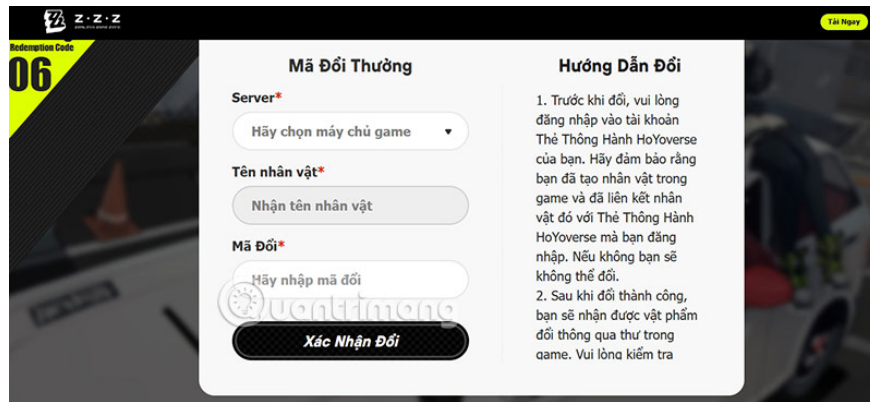 Z·Z·Z
Tải Ngay
Redemption Code
06
Mã Đổi Thưởng
Server*
Hãy chọn máy chủ game
Tên nhân vật*
Nhận tên nhân vật
Mã Đổi*
Hãy nhập mã đổi
Quantrimang
Xác Nhận Đổi
Hướng Dẫn Đổi
1. Trước khi đổi, vui lòng
đăng nhập vào tài khoản
Thẻ Thông Hành HoYoverse
của bạn. Hãy đảm bảo rằng
bạn đã tạo nhân vật trong
game và đã liên kết nhân
vật đó với Thẻ Thông Hành
HoYoverse mà bạn đăng
nhập. Nếu không bạn sẽ
không thể đổi.
2. Sau khi đổi thành công,
bạn sẽ nhận được vật phẩm
đổi thông qua thư trong
game. Vui lòng kiểm tra